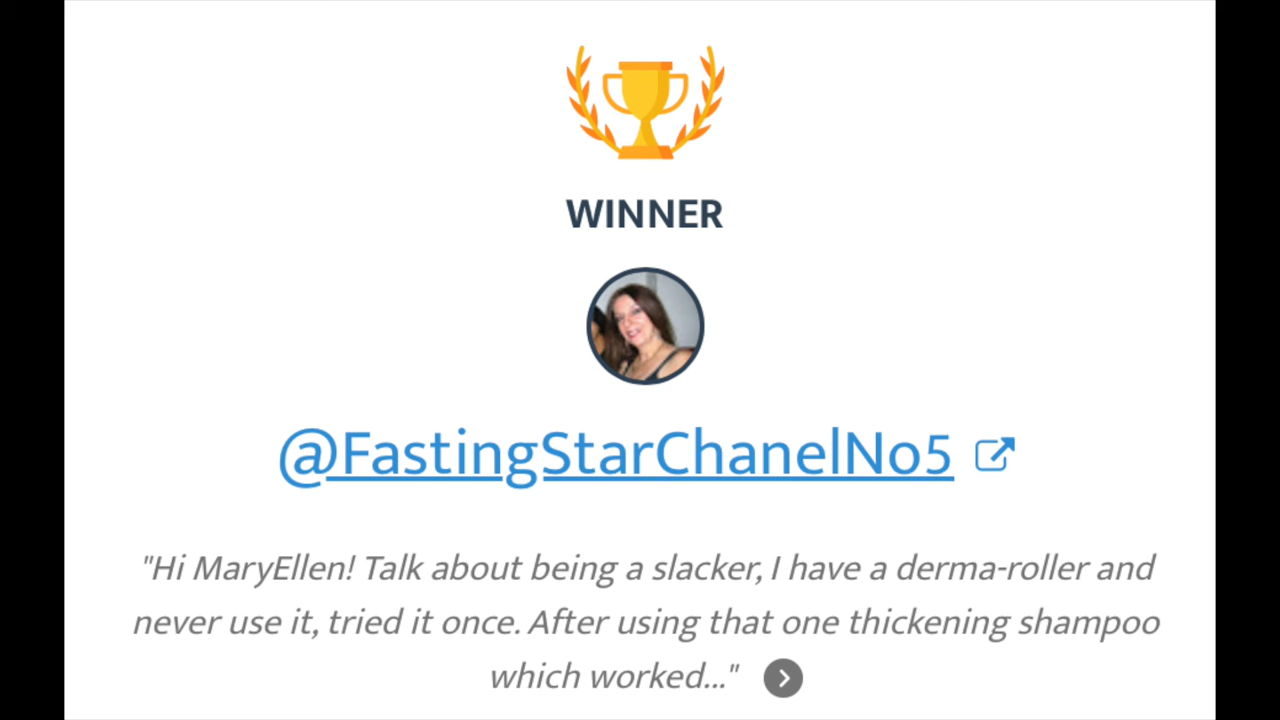 WINNER
@FastingStarChanelNo5
"Hi MaryEllen! Talk about being a slacker, I have a derma-roller and
never use it, tried it once. After using that one thickening shampoo
which worked..."